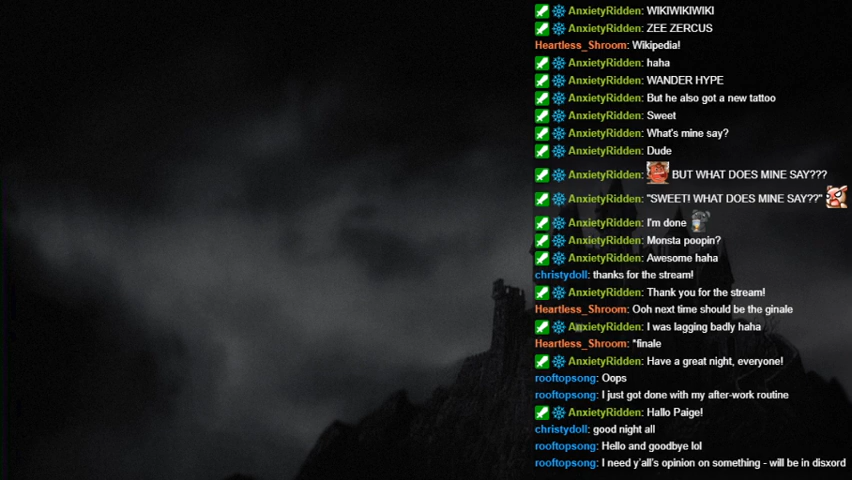 AnxietyRidden: WIKIWIKIWIKI
AnxietyRidden: ZEE ZERCUS
Heartless_Shroom: Wikipedia!
AnxietyRidden: haha
AnxietyRidden: WANDER HYPE
AnxietyRidden: But he also got a new tattoo
AnxietyRidden: Sweet
AnxietyRidden: What's mine say?
AnxietyRidden: Dude
AnxietyRidden: BUT WHAT DOES MINE SAY???
AnxietyRidden: "SWEET! WHAT DOES MINE SAY??"
AnxietyRidden: I'm done
AnxietyRidden: Monsta poopin?
AnxietyRidden: Awesome haha
christydoll: thanks for the stream!
AnxietyRidden: Thank you for the stream!
Heartless_Shroom: Ooh next time should be the ginale
AnxietyRidden: I was lagging badly haha
Heartless_Shroom: *finale
AnxietyRidden: Have a great night, everyone!
rooftopsong: Oops
rooftopsong: I just got done with my after-work routine
AnxietyRidden: Hallo Paige!
christydoll: good night all
rooftopsong: Hello and goodbye lol
rooftopsong: I need y'all's opinion on something - will be in disxord